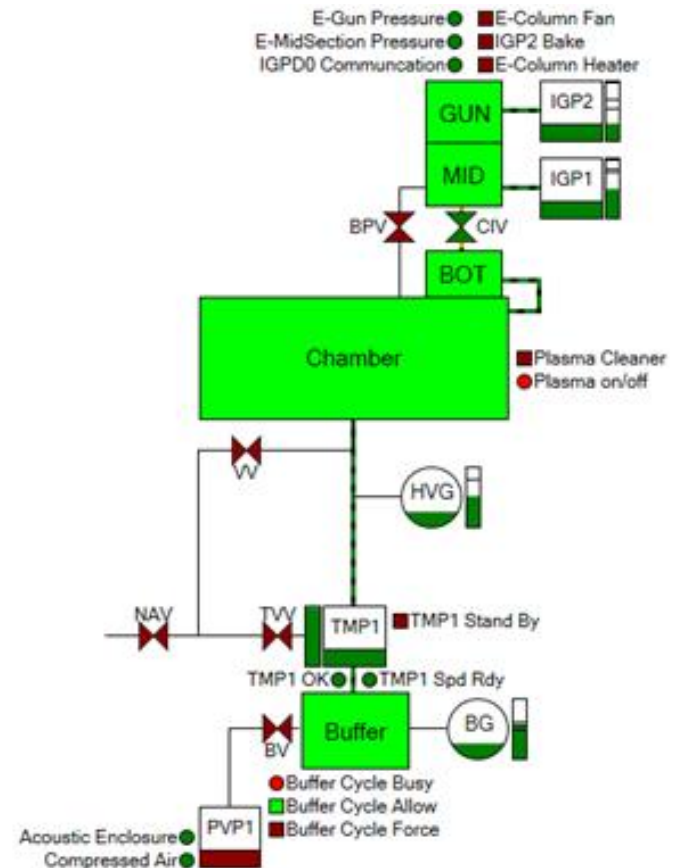 E-Gun Pressure E-Column Fan
E-MidSection Pressure IGP2 Bake
IGPD0 Communcation E-Column Heater
GUN IGP2
MID IGP1
BPV CIV
BOT
Chamber
Plasma Cleaner
Plasma on/off
VV
HVG
NAV TVV
TMP1 TMP1 Stand By
TMP1 OK TMP1 Spd Rdy
Buffer BG
BV
Buffer Cycle Busy
Buffer Cycle Allow
PVP1 Buffer Cycle Force
Acoustic Enclosure
Compressed Air